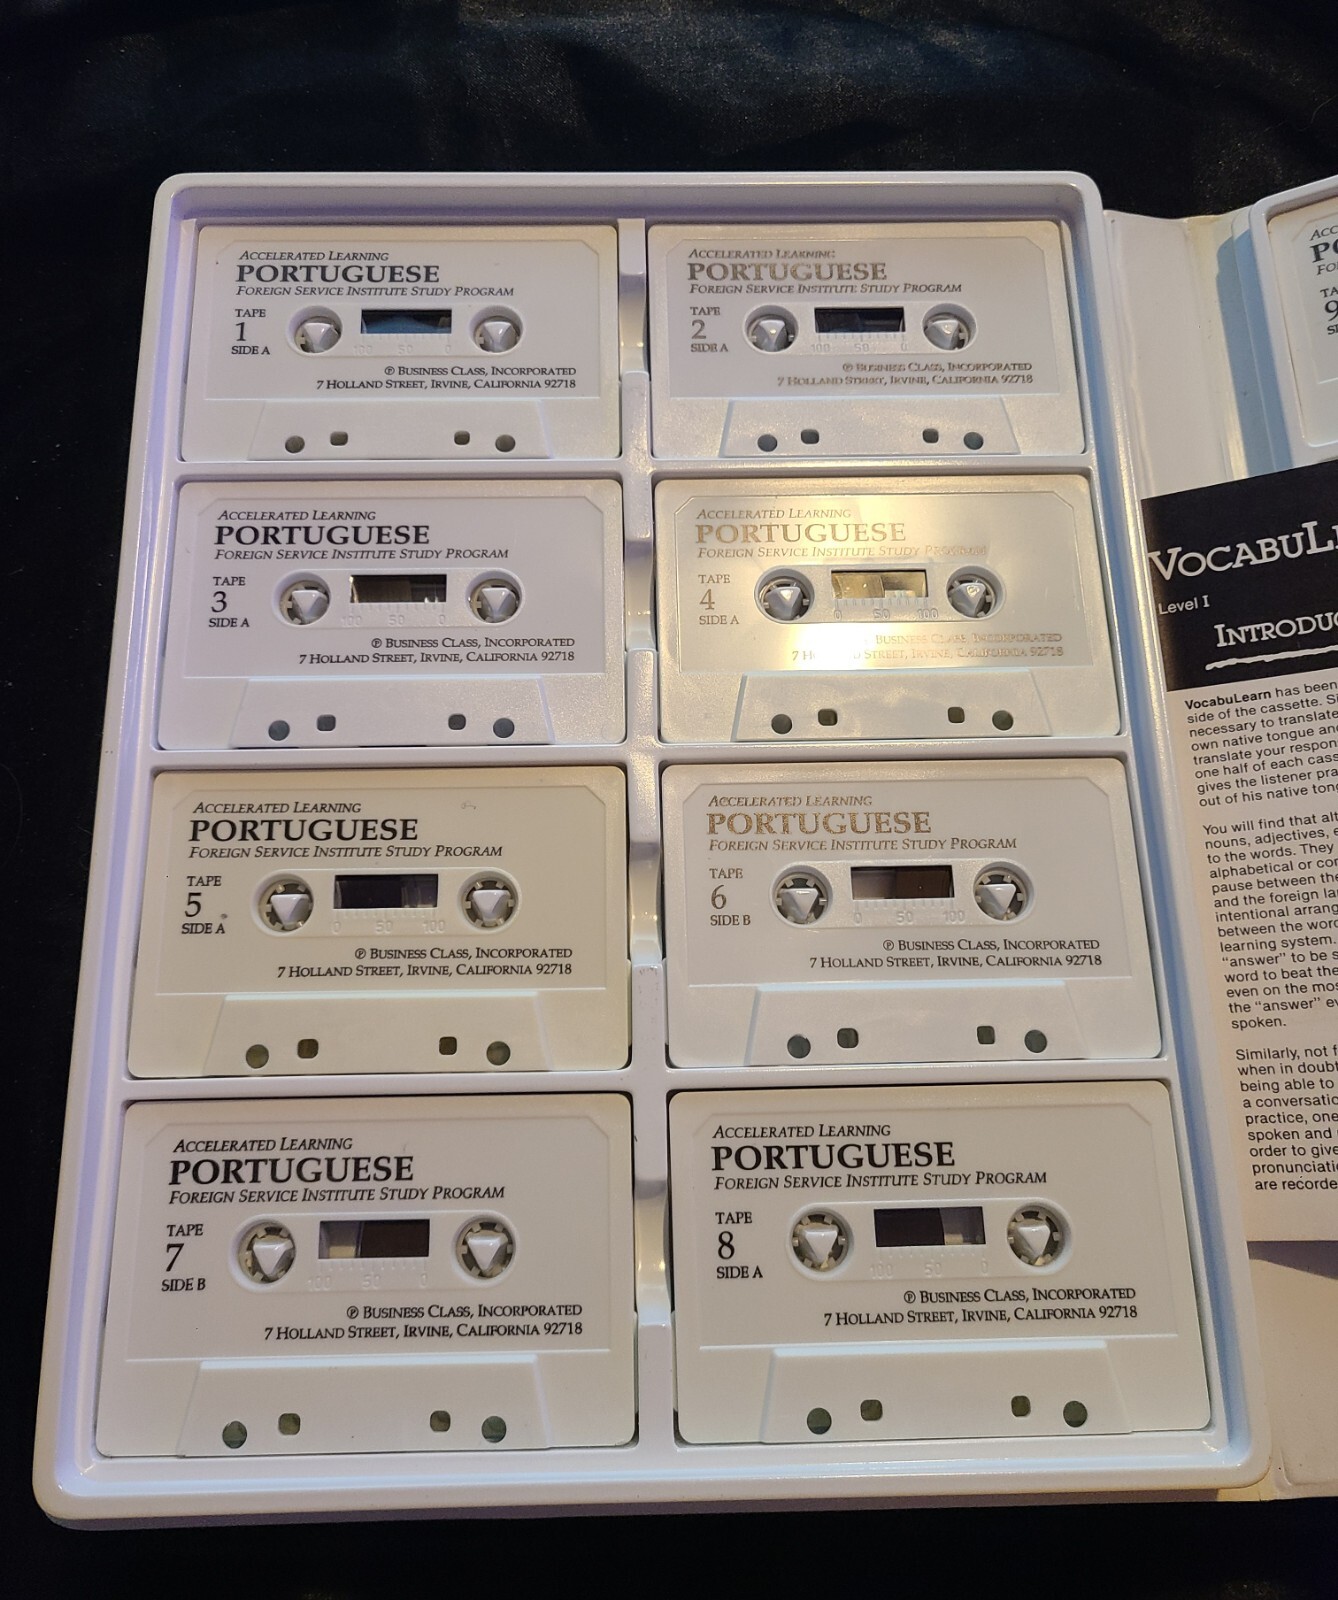 ACCELERATED LEARNING
PORTUGUESE
FOREIGN SERVICE INSTITUTE STUDY PROGRAM
TAPE
1
SIDE A
100 50 0
℗ BUSINESS CLASS, INCORPORATED
7 HOLLAND STREET, IRVINE, CALIFORNIA 92718
ACCELERATED LEARNING
PORTUGUESE
FOREIGN SERVICE INSTITUTE STUDY PROGRAM
TAPE
2
SIDE A
100 50 0
℗ BUSINESS CLASS, INCORPORATED
7 HOLLAND STREET, IRVINE, CALIFORNIA 92718
ACCELERATED LEARNING
PORTUGUESE
FOREIGN SERVICE INSTITUTE STUDY PROGRAM
TAPE
3
SIDE A
100 50 0
℗ BUSINESS CLASS, INCORPORATED
7 HOLLAND STREET, IRVINE, CALIFORNIA 92718
ACCELERATED LEARNING
PORTUGUESE
FOREIGN SERVICE INSTITUTE STUDY PROGRAM
TAPE
4
SIDE A
0 50 100
BUSINESS CLASS, INCORPORATED
7 STREET, IRVINE, CALIFORNIA 92718
ACCELERATED LEARNING
PORTUGUESE
FOREIGN SERVICE INSTITUTE STUDY PROGRAM
TAPE
5
SIDE A
0 50 100
℗ BUSINESS CLASS, INCORPORATED
7 HOLLAND STREET, IRVINE, CALIFORNIA 92718
ACCELERATED LEARNING
PORTUGUESE
FOREIGN SERVICE INSTITUTE STUDY PROGRAM
TAPE
6
SIDE B
0 50 100
℗ BUSINESS CLASS, INCORPORATED
7 HOLLAND STREET, IRVINE, CALIFORNIA 92718
ACCELERATED LEARNING
PORTUGUESE
FOREIGN SERVICE INSTITUTE STUDY PROGRAM
TAPE
7
SIDE B
100 50 0
℗ BUSINESS CLASS, INCORPORATED
7 HOLLAND STREET, IRVINE, CALIFORNIA 92718
ACCELERATED LEARNING
PORTUGUESE
FOREIGN SERVICE INSTITUTE STUDY PROGRAM
TAPE
8
SIDE A
100 50 0
℗ BUSINESS CLASS, INCORPORATED
7 HOLLAND STREET, IRVINE, CALIFORNIA 92718
9
VOCABUL
Level I
INTRODUC
VocabuLearn has been
side of the cassette. Si
necessary to translate
own native tongue and
translate your respon
one half of each cass
gives the listener pra
out of his native tong
You will find that alt
nouns, adjectives, e
to the words. They
alphabetical or cor
pause between the
and the foreign la
intentional arrang
between the word
learning system.
"answer" to be s
word to beat the
even on the mos
the "answer" ev
spoken.
Similarly, not f
when in doubt
being able to
a conversatio
practice, one
spoken and
order to give
pronunciatio
are recorde